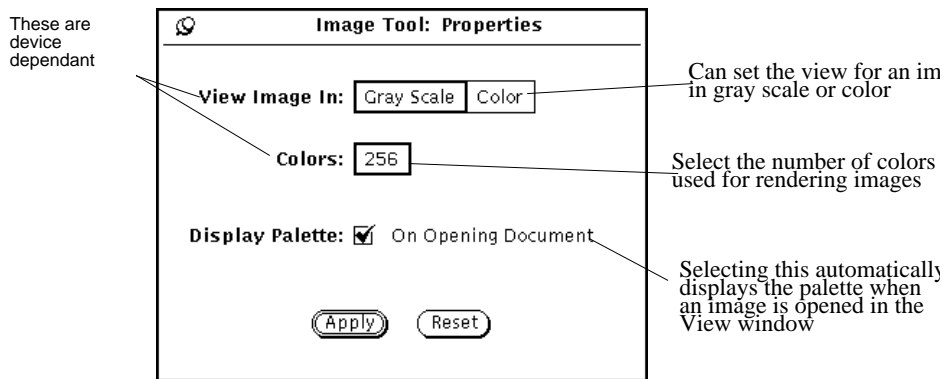 These are
device
dependant
Image Tool: Properties
View Image In: Gray Scale Color
Can set the view for an im
in gray scale or color
Colors: 256
Select the number of colors
used for rendering images
Display Palette: On Opening Document
Selecting this automatically
displays the palette when
an image is opened in the
View window
Apply Reset